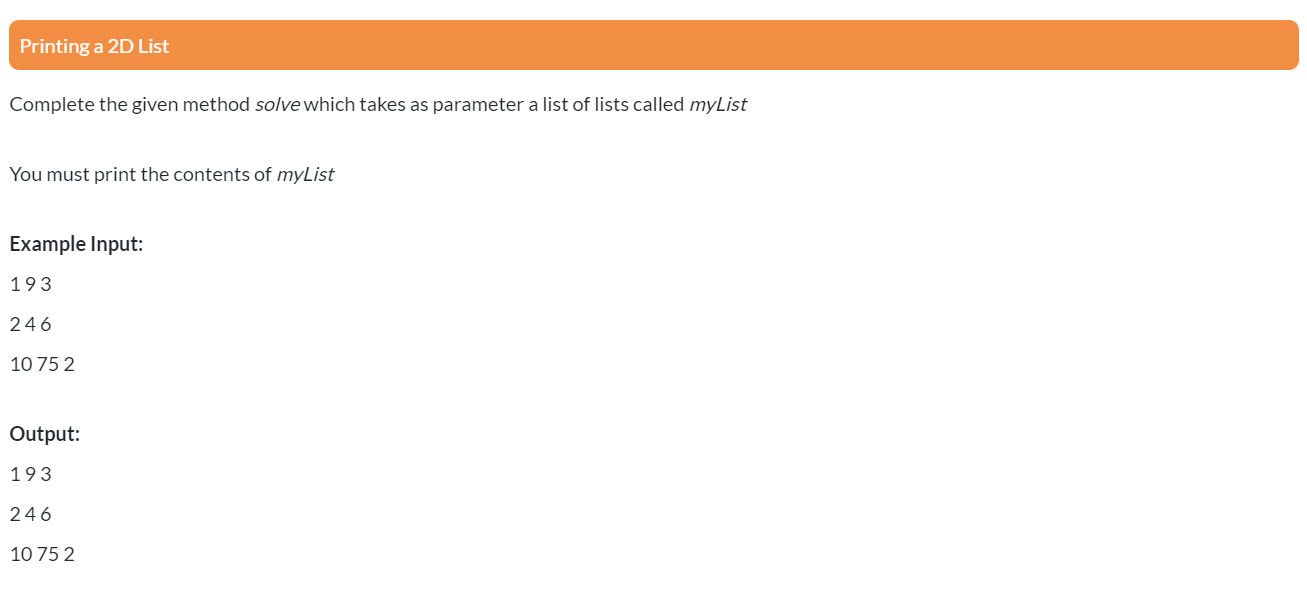 Printing a 2D List
Complete the given method solve which takes as parameter a list of lists called myList
You must print the contents of myList
Example Input:
1 9 3
2 4 6
10 75 2
Output:
1 9 3
2 4 6
10 75 2